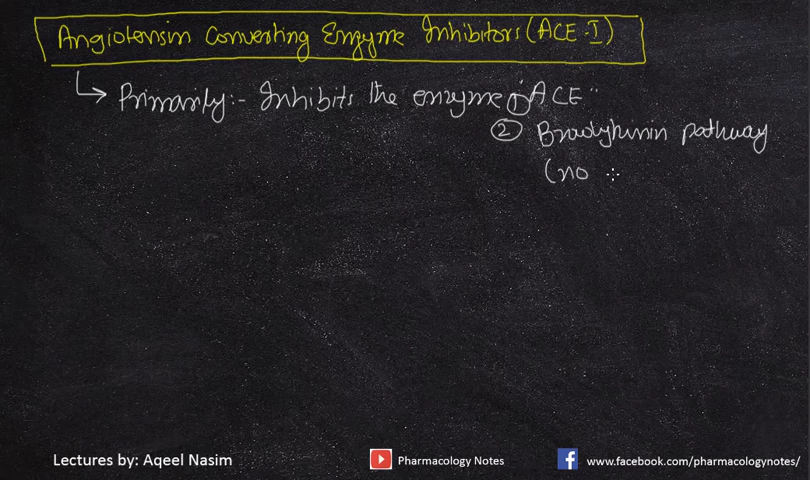 Angiotensin Converting Enzyme Inhibitors (ACE-I)
Primarily:- Inhibits the enzyme ① "ACE"
② Bradykinin pathway
(no
Lectures by: Aqeel Nasim
Pharmacology Notes
www.facebook.com/pharmacologynotes/